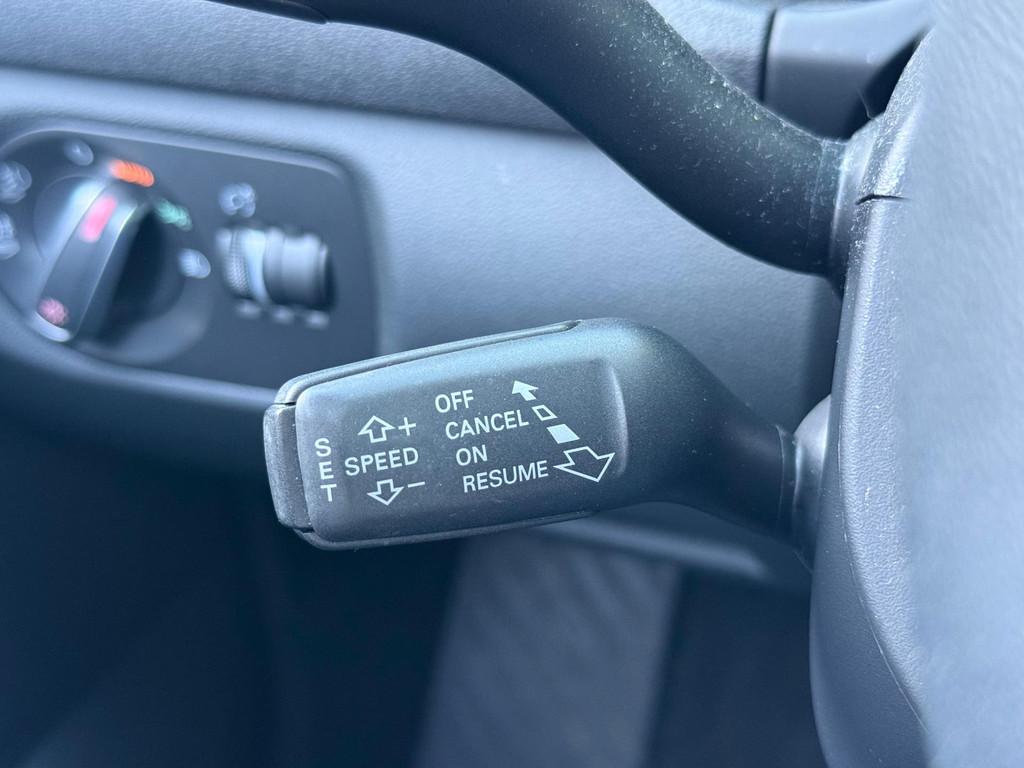 SET
+
SPEED
−
OFF
CANCEL
ON
RESUME